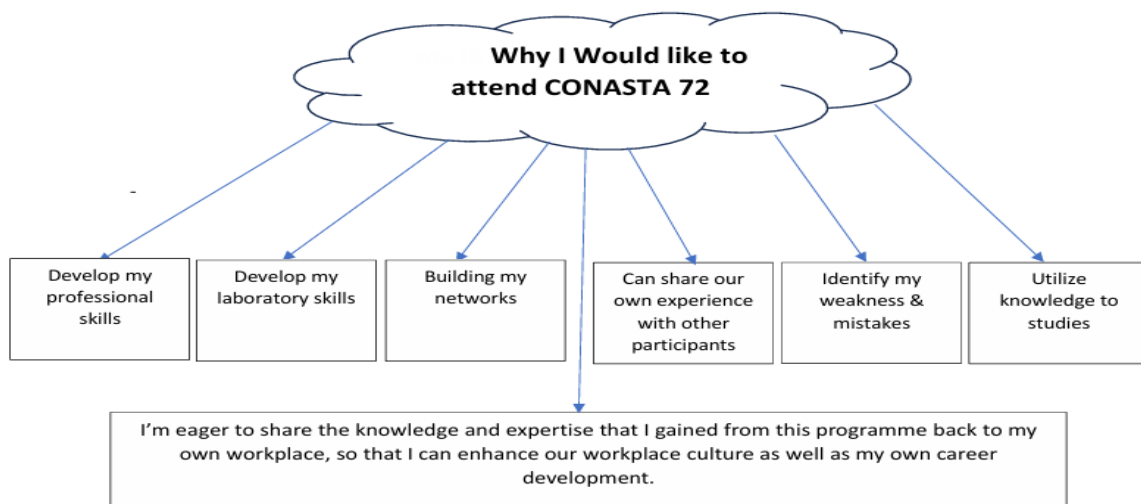 Why I Would like to
attend CONASTA 72
Develop my
professional
skills
Develop my
laboratory skills
Building my
networks
Can share our
own experience
with other
participants
Identify my
weakness &
mistakes
Utilize
knowledge to
studies
I'm eager to share the knowledge and expertise that I gained from this programme back to my
own workplace, so that I can enhance our workplace culture as well as my own career
development.